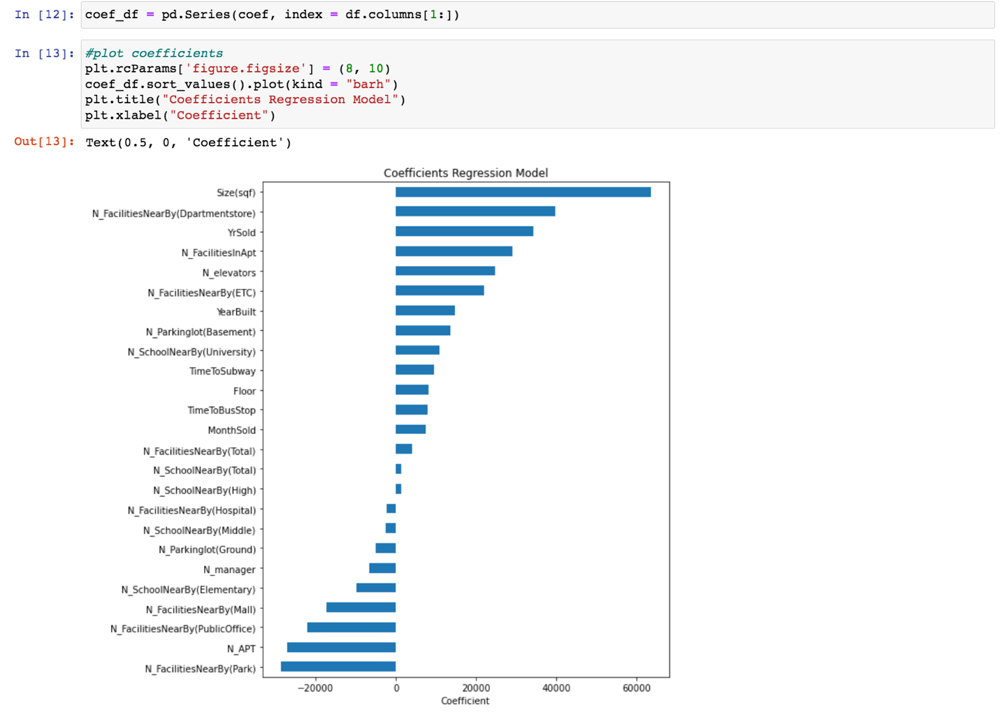 In [12]: coef_df = pd.Series(coef, index = df.columns[1:])
In [13]: #plot coefficients
plt.rcParams['figure.figsize'] = (8, 10)
coef_df.sort_values().plot(kind = "barh")
plt.title("Coefficients Regression Model")
plt.xlabel("Coefficient")
Out[13]: Text(0.5, 0, 'Coefficient')
Coefficients Regression Model
Size(sqf)
N_FacilitiesNearBy(Dpartmentstore)
YrSold
N_FacilitiesInApt
N_elevators
N_FacilitiesNearBy(ETC)
YearBuilt
N_Parkinglot(Basement)
N_SchoolNearBy(University)
TimeToSubway
Floor
TimeToBusStop
MonthSold
N_FacilitiesNearBy(Total)
N_SchoolNearBy(Total)
N_SchoolNearBy(High)
N_FacilitiesNearBy(Hospital)
N_SchoolNearBy(Middle)
N_Parkinglot(Ground)
N_manager
N_SchoolNearBy(Elementary)
N_FacilitiesNearBy(Mall)
N_FacilitiesNearBy(PublicOffice)
N_APT
N_FacilitiesNearBy(Park)
−20000 0 20000 40000 60000
Coefficient